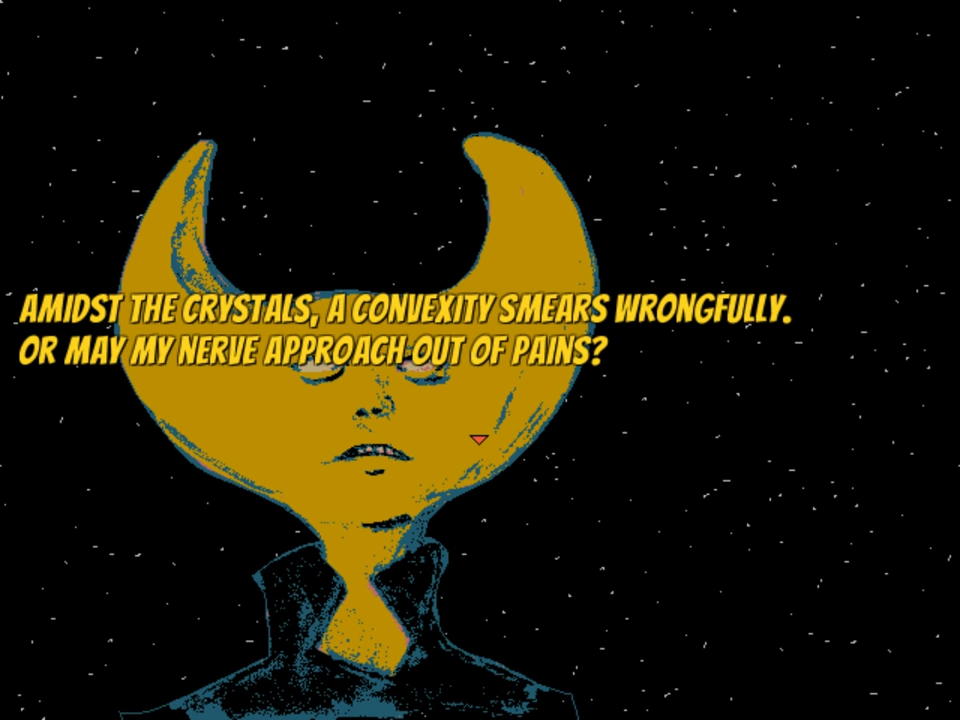 AMIDST THE CRYSTALS, A CONVEXITY SMEARS WRONGFULLY.
OR MAY MY NERVE APPROACH OUT OF PAINS?